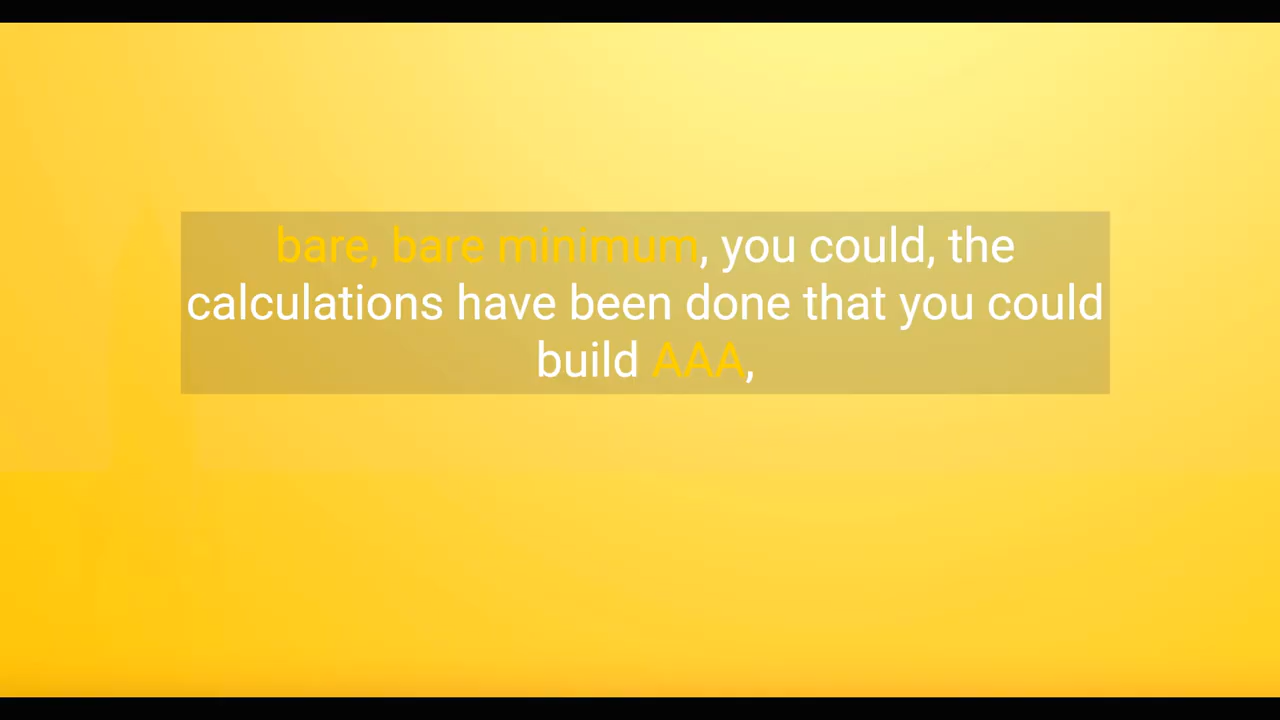 bare, bare minimum, you could, the
calculations have been done that you could
build AAA,